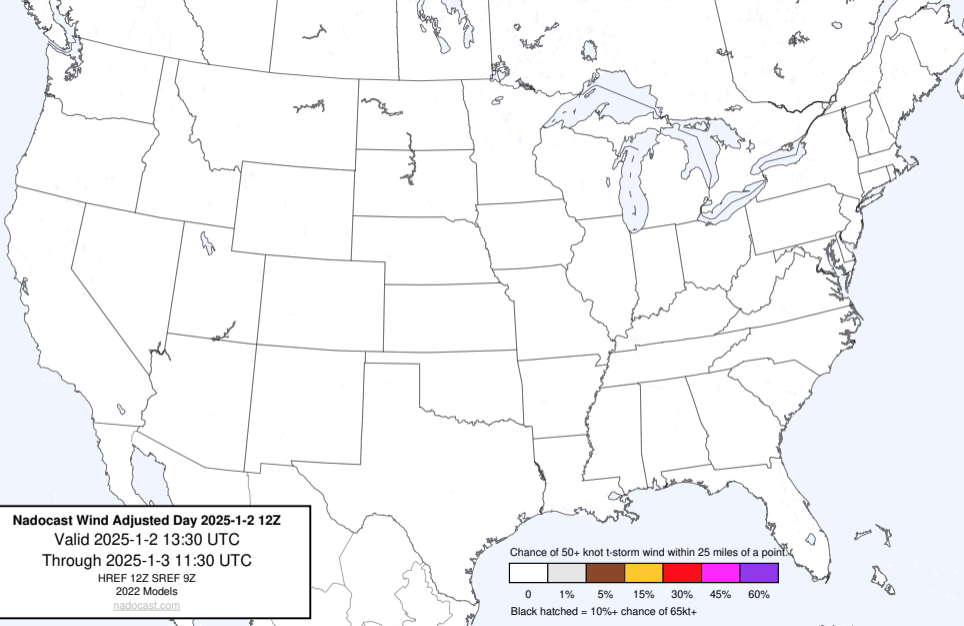 Nadocast Wind Adjusted Day 2025-1-2 12Z
Valid 2025-1-2 13:30 UTC
Through 2025-1-3 11:30 UTC
HREF 12Z SREF 9Z
2022 Models
nadocast.com
Chance of 50+ knot t-storm wind within 25 miles of a point.
0 1% 5% 15% 30% 45% 60%
Black hatched = 10%+ chance of 65kt+